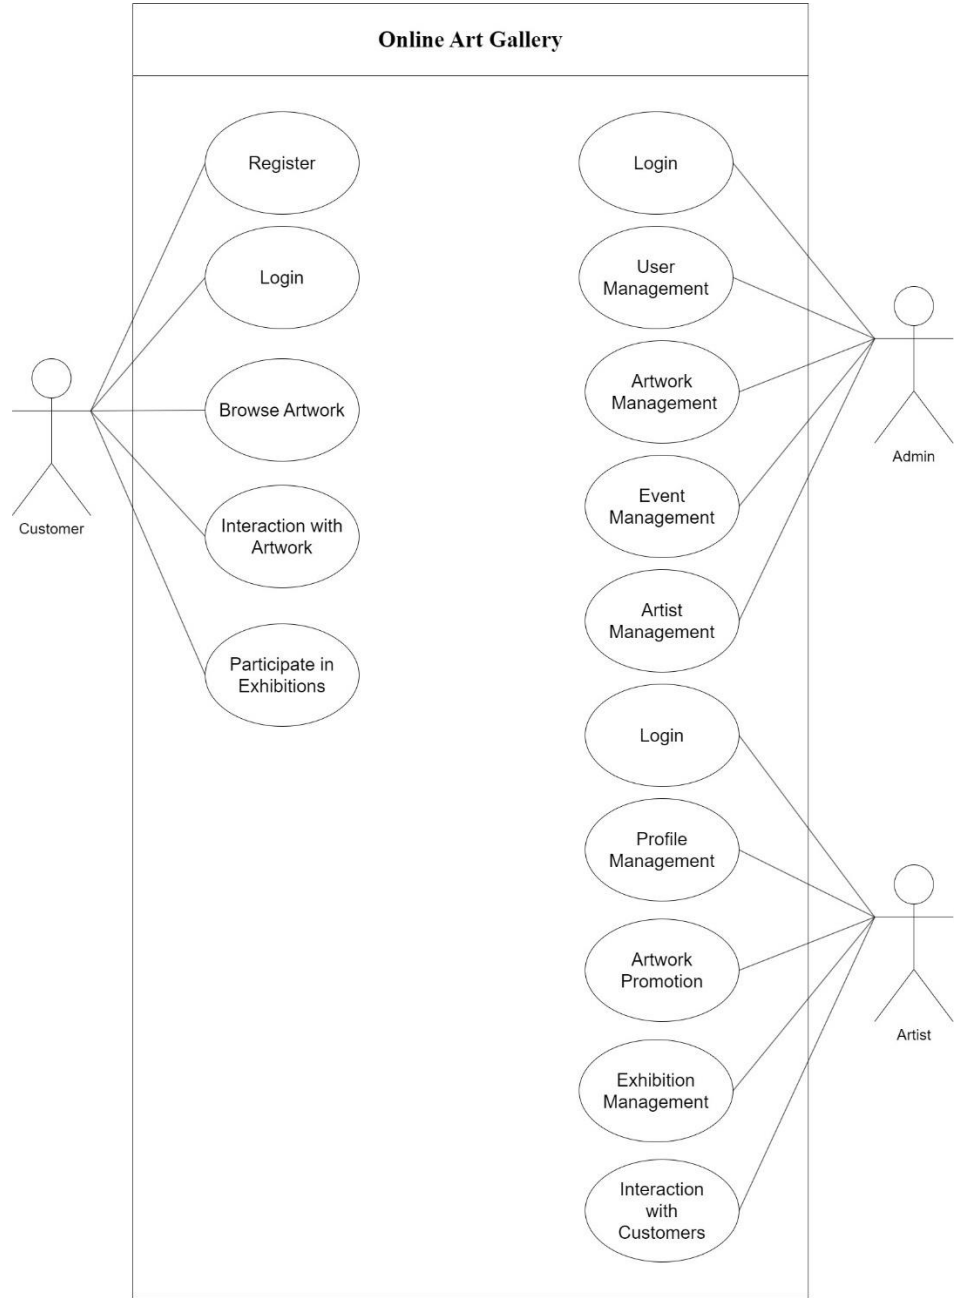 Online Art Gallery
Register
Login
Browse Artwork
Interaction with
Artwork
Participate in
Exhibitions
Customer
Login
User
Management
Artwork
Management
Event
Management
Artist
Management
Admin
Login
Profile
Management
Artwork
Promotion
Exhibition
Management
Interaction
with
Customers
Artist